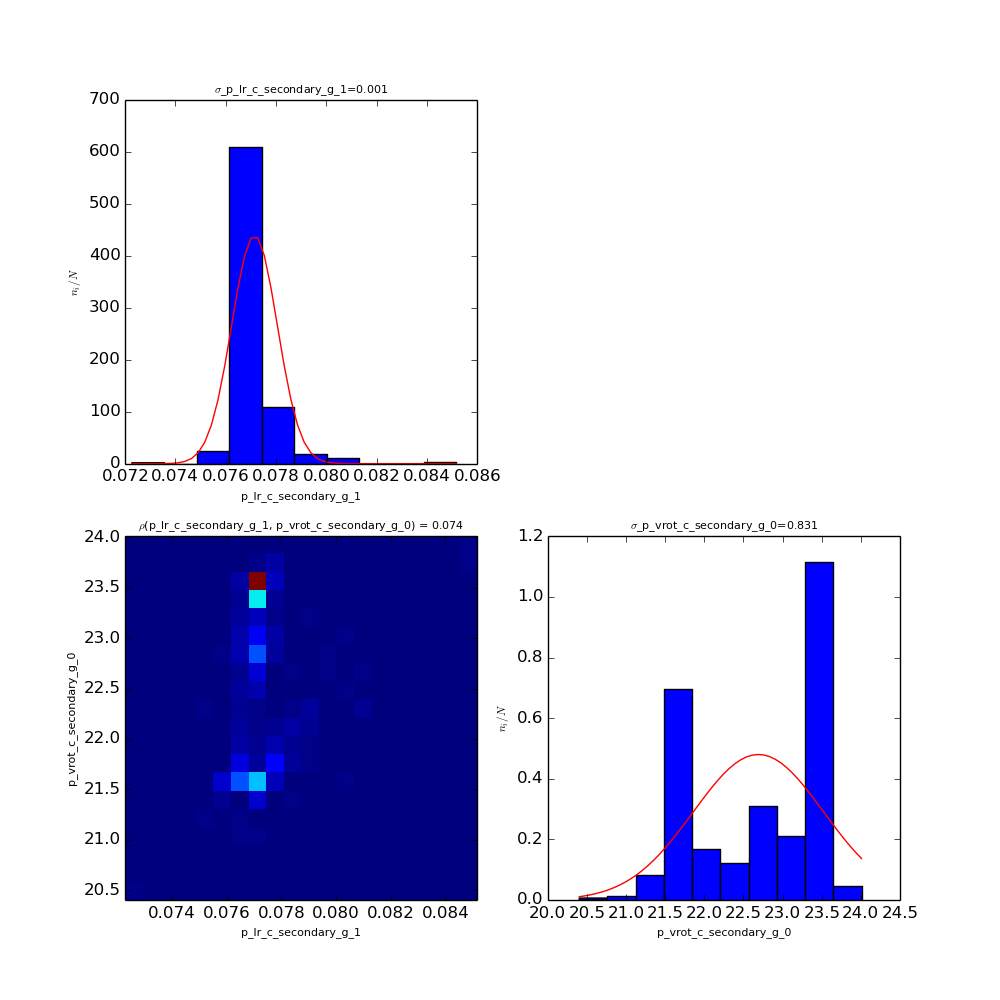 σ_p_lr_c_secondary_g_1=0.001
700
600
500
400
300
200
100
0
n_i/N
0.072 0.074 0.076 0.078 0.080 0.082 0.084 0.086
p_lr_c_secondary_g_1
ρ(p_lr_c_secondary_g_1, p_vrot_c_secondary_g_0) = 0.074
24.0
23.5
23.0
22.5
22.0
21.5
21.0
20.5
p_vrot_c_secondary_g_0
0.074 0.076 0.078 0.080 0.082 0.084
p_lr_c_secondary_g_1
σ_p_vrot_c_secondary_g_0=0.831
1.2
1.0
0.8
0.6
0.4
0.2
0.0
n_i/N
20.0 20.5 21.0 21.5 22.0 22.5 23.0 23.5 24.0 24.5
p_vrot_c_secondary_g_0